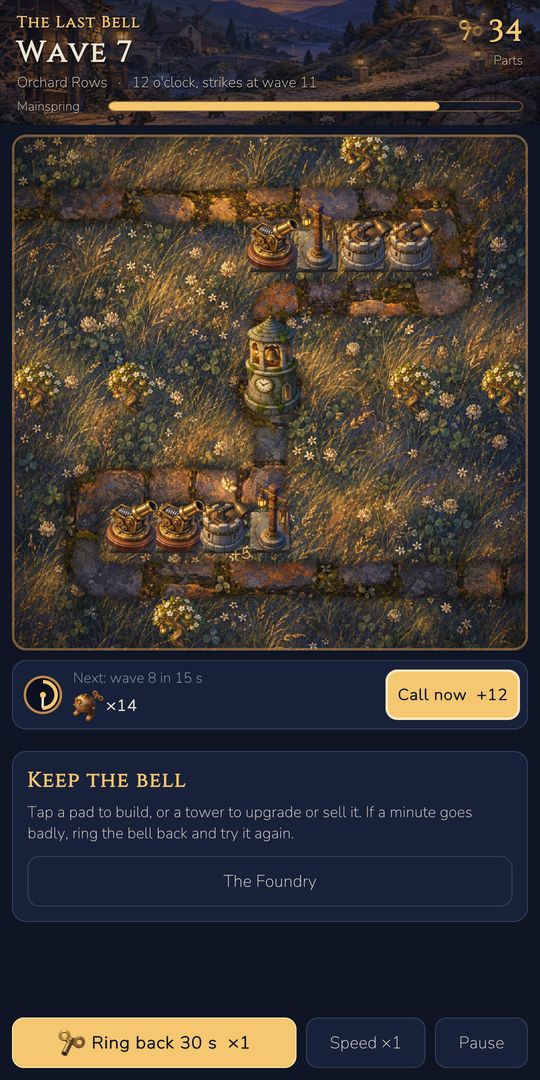 The Last Bell
Wave 7
34
Parts
Orchard Rows · 12 o'clock, strikes at wave 11
Mainspring
+5
Next: wave 8 in 15 s
×14
Call now +12
Keep the bell
Tap a pad to build, or a tower to upgrade or sell it. If a minute goes
badly, ring the bell back and try it again.
The Foundry
Ring back 30 s ×1
Speed ×1
Pause